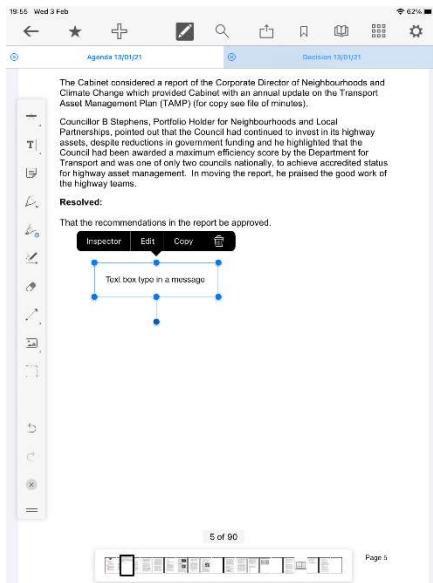 19:55 Wed 3 Feb
62%
Agenda 13/01/21
Decision 13/01/21
The Cabinet considered a report of the Corporate Director of Neighbourhoods and
Climate Change which provided Cabinet with an annual update on the Transport
Asset Management Plan (TAMP) (for copy see file of minutes).
Councillor B Stephens, Portfolio Holder for Neighbourhoods and Local
Partnerships, pointed out that the Council had continued to invest in its highway
assets, despite reductions in government funding and he highlighted that the
Council had been awarded a maximum efficiency score by the Department for
Transport and was one of only two councils nationally, to achieve accredited status
for highway asset management. In moving the report, he praised the good work of
the highway teams.
Resolved:
That the recommendations in the report be approved.
Inspector Edit Copy
T
Text box type in a message
5 of 90
Page 5